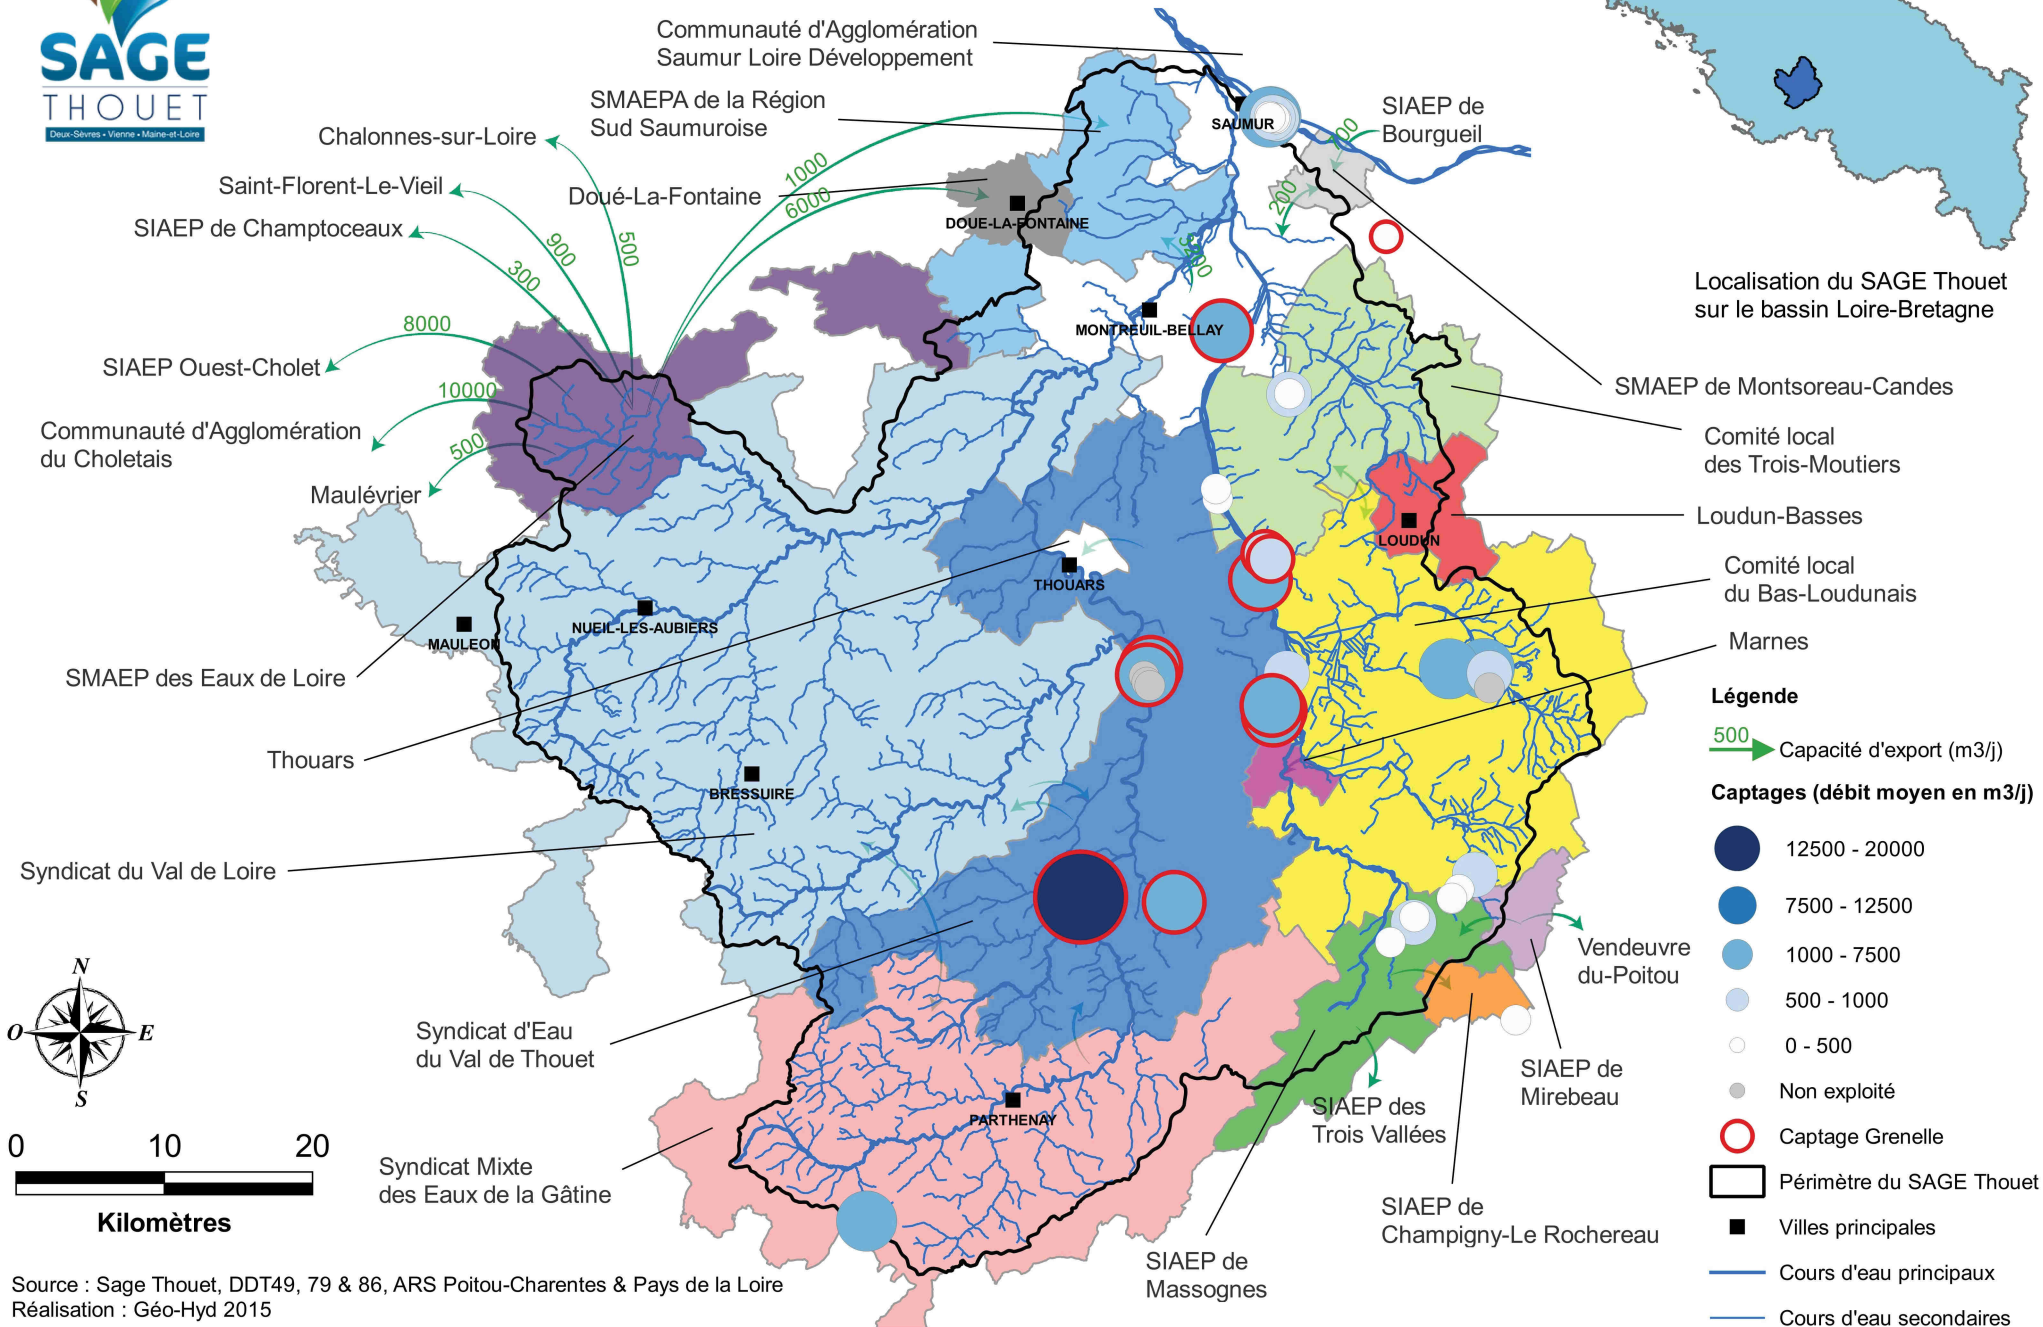 SAGE
THOUET
Deux-Sèvres • Vienne • Maine-et-Loire
Communauté d'Agglomération
Saumur Loire Développement
SMAEPA de la Région
Sud Saumuroise
Chalonnes-sur-Loire
Saint-Florent-Le-Vieil
SIAEP de Champtoceaux
Doué-La-Fontaine
SIAEP de
Bourgueil
SAUMUR
DOUE-LA-FONTAINE
1000
6000
500
900
300
200
8000
10000
500
SIAEP Ouest-Cholet
Communauté d'Agglomération
du Choletais
Maulévrier
MONTREUIL-BELLAY
Localisation du SAGE Thouet
sur le bassin Loire-Bretagne
SMAEP de Montsoreau-Candes
Comité local
des Trois-Moutiers
Loudun-Basses
LOUDUN
Comité local
du Bas-Loudunais
Marnes
THOUARS
NUEIL-LES-AUBIERS
MAULEON
SMAEP des Eaux de Loire
Thouars
BRESSUIRE
Syndicat du Val de Loire
Légende
500
Capacité d'export (m3/j)
Captages (débit moyen en m3/j)
12500 - 20000
7500 - 12500
1000 - 7500
500 - 1000
0 - 500
Non exploité
Captage Grenelle
Périmètre du SAGE Thouet
Villes principales
Cours d'eau principaux
Cours d'eau secondaires
Vendeuvre
du-Poitou
SIAEP de
Mirebeau
SIAEP des
Trois Vallées
SIAEP de
Champigny-Le Rochereau
SIAEP de
Massognes
Syndicat d'Eau
du Val de Thouet
PARTHENAY
Syndicat Mixte
des Eaux de la Gâtine
N
O
E
S
0 10 20
Kilomètres
Source : Sage Thouet, DDT49, 79 & 86, ARS Poitou-Charentes & Pays de la Loire
Réalisation : Géo-Hyd 2015